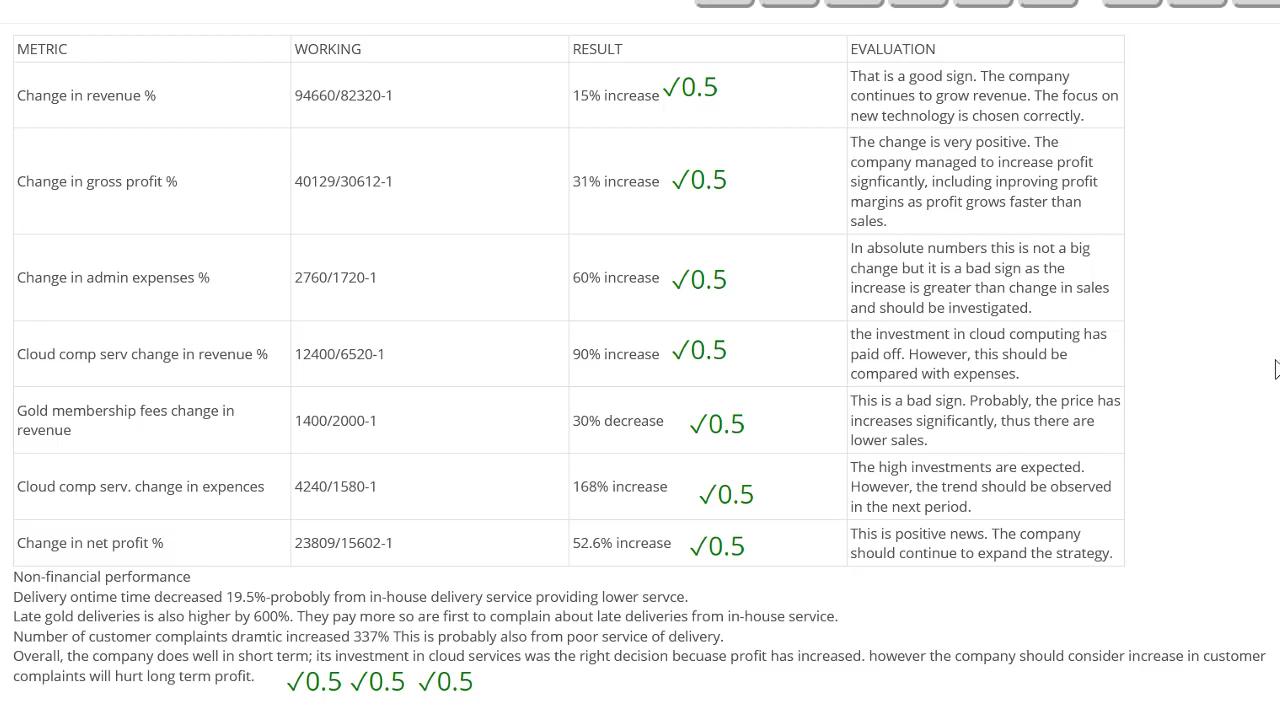 METRIC WORKING RESULT EVALUATION
Change in revenue % 94660/82320-1 15% increase ✓0.5
That is a good sign. The company
continues to grow revenue. The focus on
new technology is chosen correctly.
Change in gross profit % 40129/30612-1 31% increase ✓0.5
The change is very positive. The
company managed to increase profit
signficantly, including inproving profit
margins as profit grows faster than
sales.
Change in admin expenses % 2760/1720-1 60% increase ✓0.5
In absolute numbers this is not a big
change but it is a bad sign as the
increase is greater than change in sales
and should be investigated.
Cloud comp serv change in revenue % 12400/6520-1 90% increase ✓0.5
the investment in cloud computing has
paid off. However, this should be
compared with expenses.
Gold membership fees change in
revenue
1400/2000-1 30% decrease ✓0.5
This is a bad sign. Probably, the price has
increases significantly, thus there are
lower sales.
Cloud comp serv. change in expences 4240/1580-1 168% increase ✓0.5
The high investments are expected.
However, the trend should be observed
in the next period.
Change in net profit % 23809/15602-1 52.6% increase ✓0.5
This is positive news. The company
should continue to expand the strategy.
Non-financial performance
Delivery ontime time decreased 19.5%-probobly from in-house delivery service providing lower servce.
Late gold deliveries is also higher by 600%. They pay more so are first to complain about late deliveries from in-house service.
Number of customer complaints dramtic increased 337% This is probably also from poor service of delivery.
Overall, the company does well in short term; its investment in cloud services was the right decision becuase profit has increased. however the company should consider increase in customer
complaints will hurt long term profit. ✓0.5 ✓0.5 ✓0.5